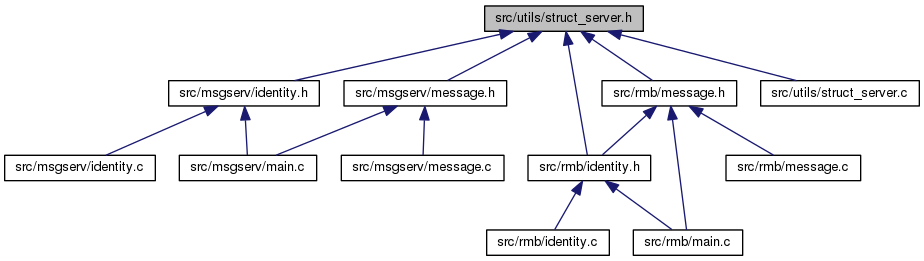 src/utils/struct_server.h
src/msgserv/identity.h
src/msgserv/message.h
src/rmb/message.h
src/utils/struct_server.c
src/msgserv/identity.c
src/msgserv/main.c
src/msgserv/message.c
src/rmb/identity.h
src/rmb/message.c
src/rmb/identity.c
src/rmb/main.c